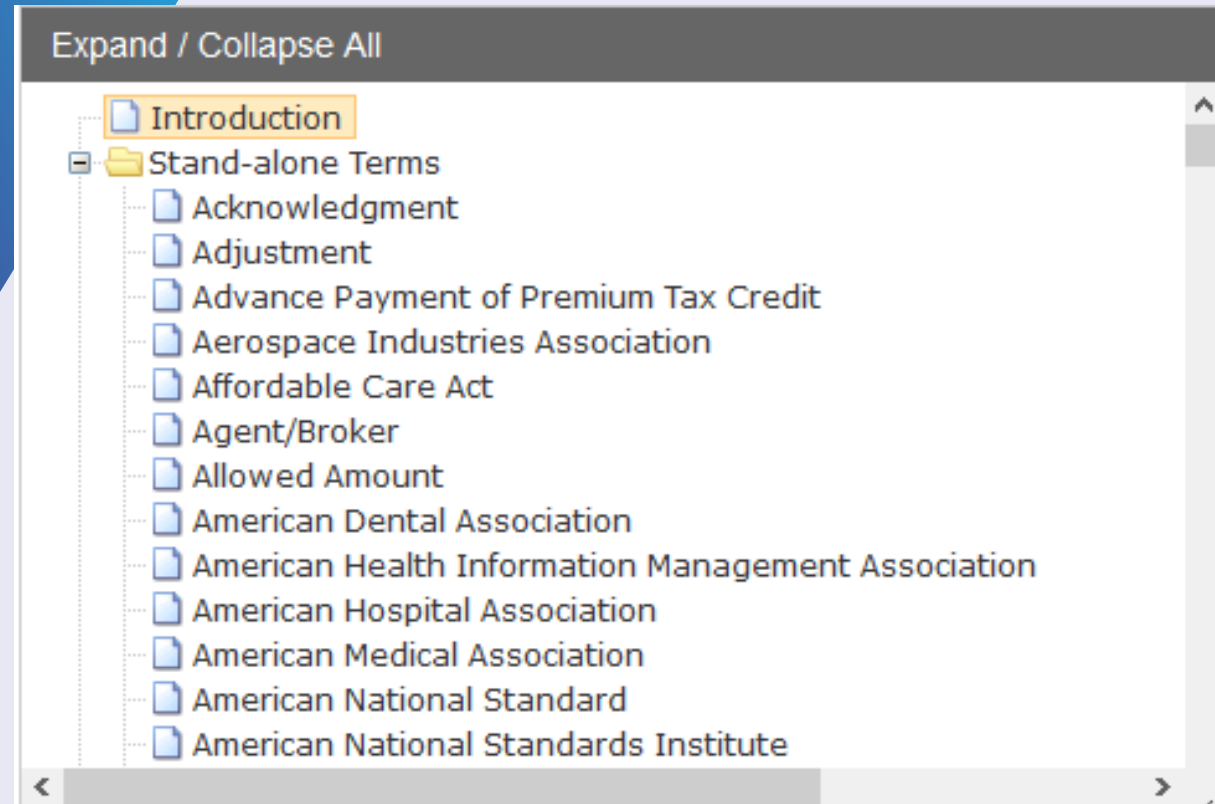 Expand / Collapse All
Introduction
Stand-alone Terms
Acknowledgment
Adjustment
Advance Payment of Premium Tax Credit
Aerospace Industries Association
Affordable Care Act
Agent/Broker
Allowed Amount
American Dental Association
American Health Information Management Association
American Hospital Association
American Medical Association
American National Standard
American National Standards Institute